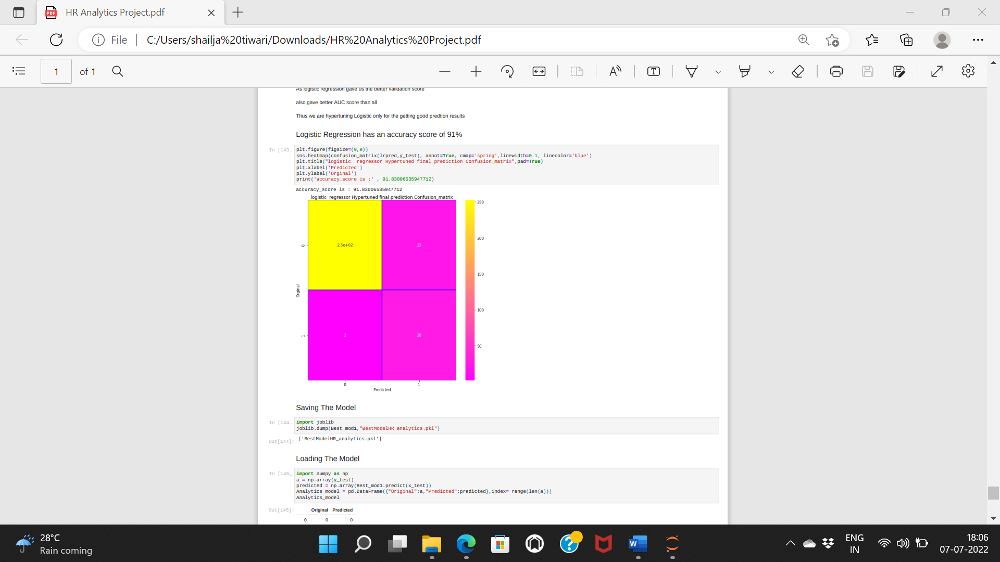 HR Analytics Project.pdf
File
C:/Users/shailja%20tiwari/Downloads/HR%20Analytics%20Project.pdf
1 of 1
As logistic regression gave us the better validation score
also gave better AUC score than all
Thus we are hypertuning Logistic only for the getting good predtion results
Logistic Regression has an accuracy score of 91%
In [143…
plt.figure(figsize=(9,9))
sns.heatmap(confusion_matrix(lrpred,y_test), annot=True, cmap='spring',linewidth=0.1, linecolor='blue')
plt.title("logistic  regressor Hypertuned final prediction Confusion_matrix",pad=True)
plt.xlabel('Predicted')
plt.ylabel('Orginal')
print('accuracy_score is :' , 91.83006535947712)
accuracy_score is : 91.83006535947712
logistic  regressor Hypertuned final prediction Confusion_matrix
250
200
150
100
50
2.5e+02
23
2
28
0
1
Orginal
0
1
Predicted
Saving The Model
In [144…
import joblib
joblib.dump(Best_mod1,"BestModelHR_analytics.pkl")
Out[144]:
['BestModelHR_analytics.pkl']
Loading The Model
In [145…
import numpy as np
a = np.array(y_test)
predicted = np.array(Best_mod1.predict(x_test))
Analytics_model = pd.DataFrame({"Original":a,"Predicted":predicted},index= range(len(a)))
Analytics_model
Out[145]:
Original Predicted
0 0 0
28°C
Rain coming
ENG
IN
18:06
07-07-2022